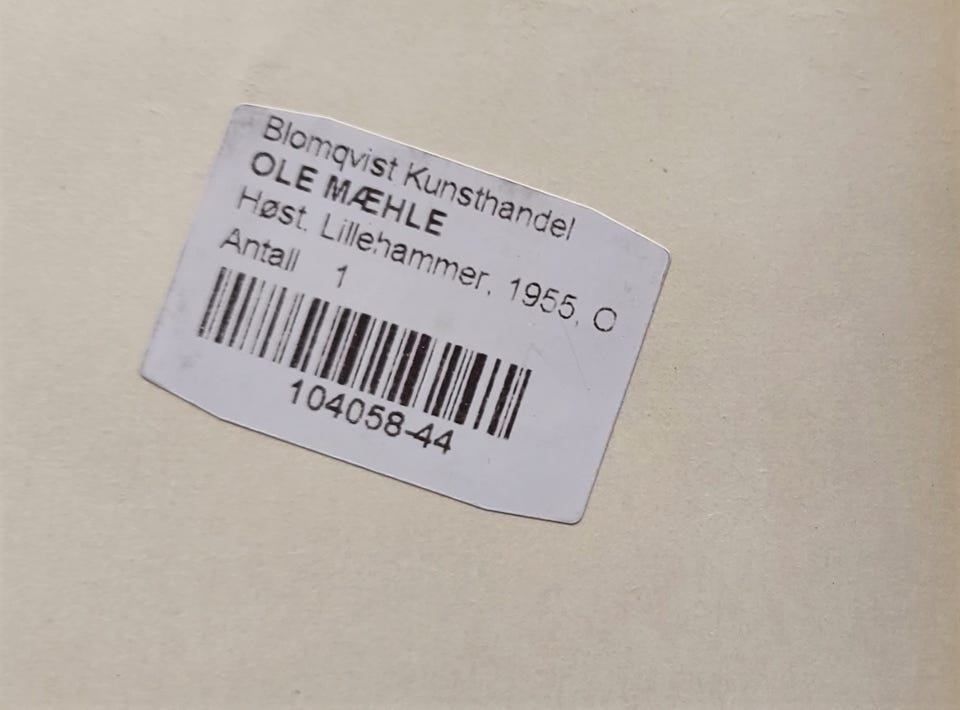 Blomqvist Kunsthandel
OLE MÆHLE
Høst. Lillehammer, 1955, O
Antall 1
104058-44